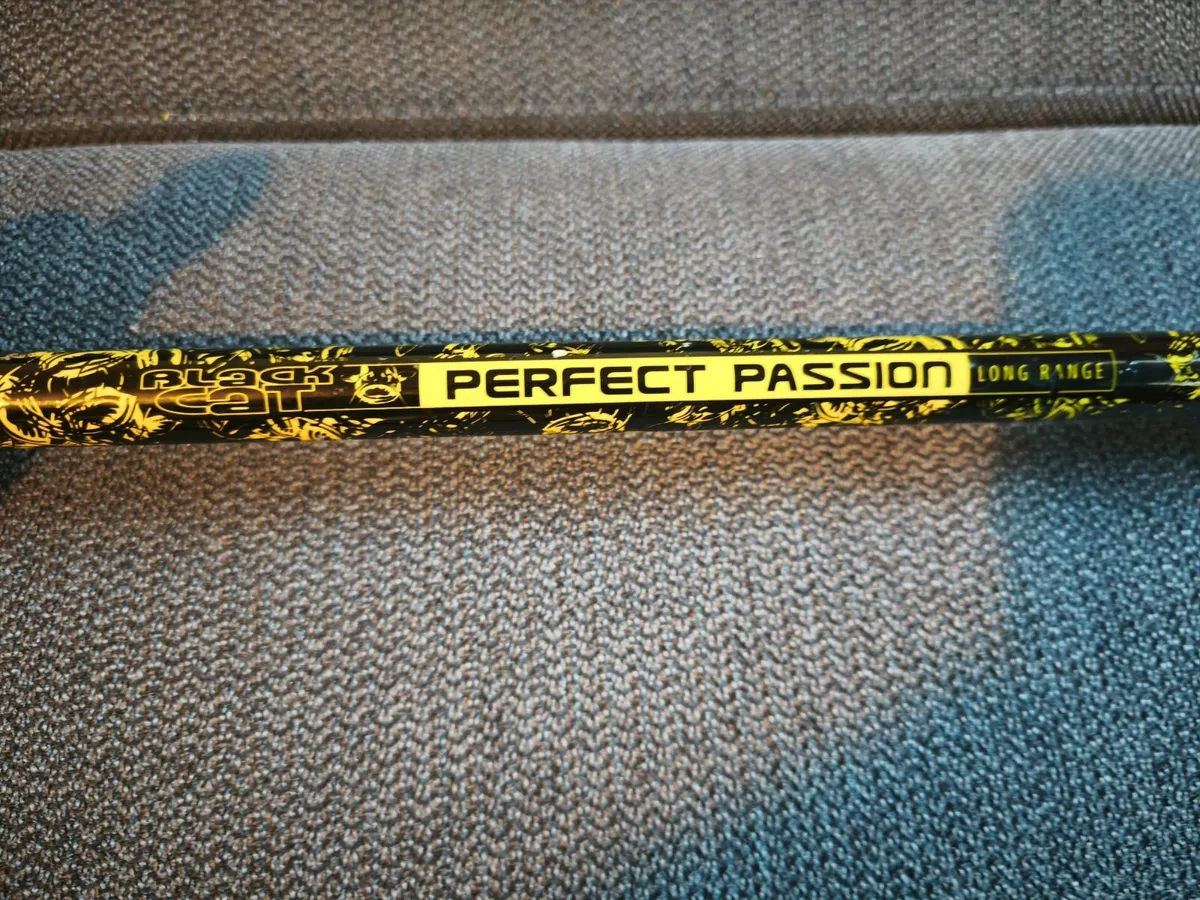 BLaCK
CaT
PERFECT PASSION
LONG RANGE